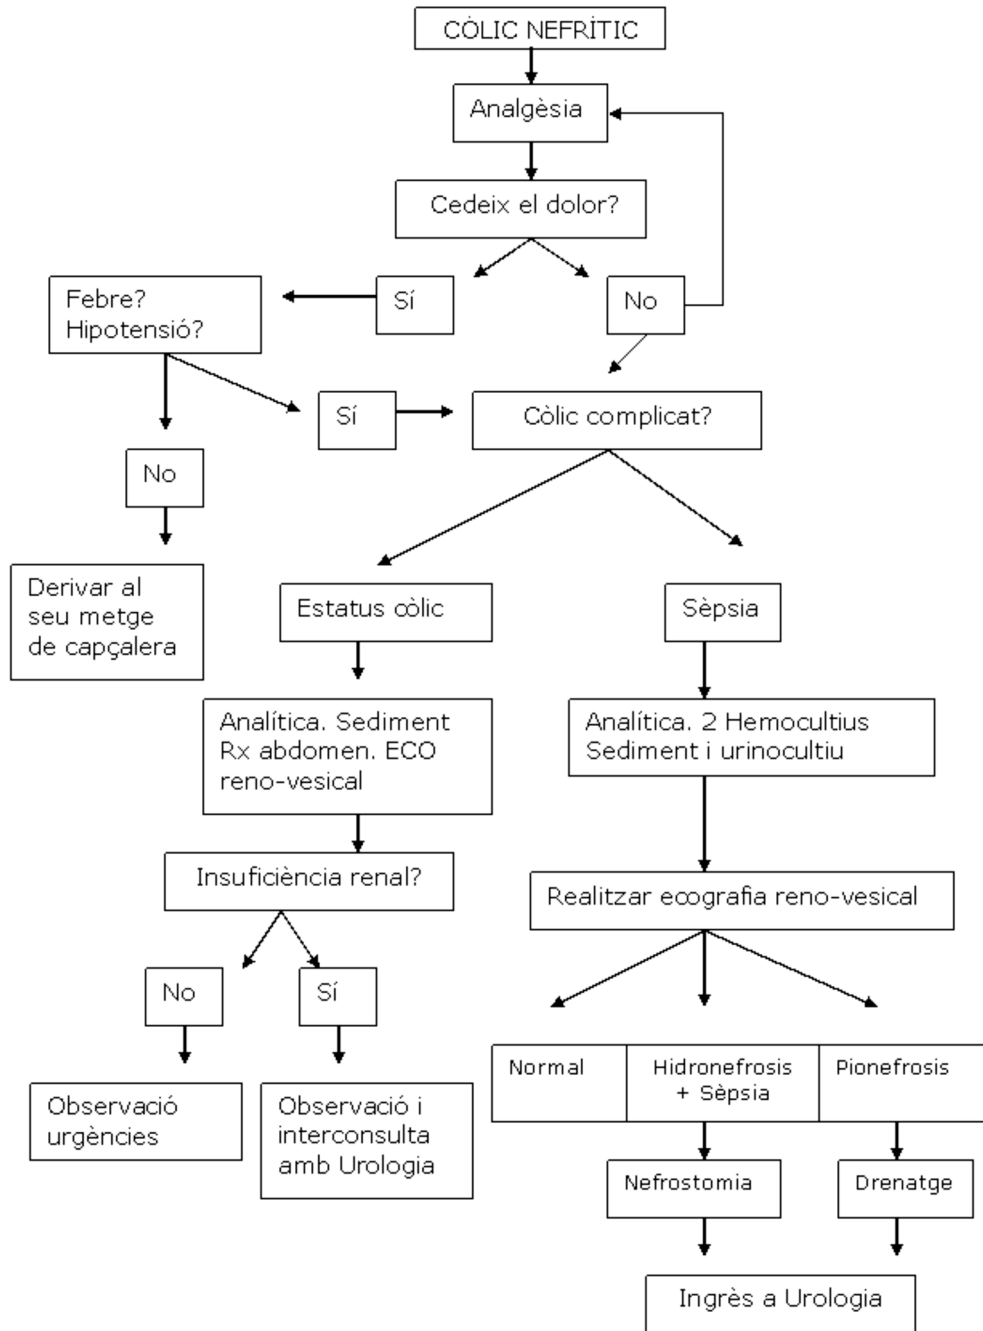 CÒLIC NEFRÍTIC
Analgèsia
Cedeix el dolor?
Febre?
Hipotensió?
Sí
No
Sí
Còlic complicat?
No
Derivar al
seu metge
de capçalera
Estatus còlic
Sèpsia
Analítica. Sediment
Rx abdomen. ECO
reno-vesical
Analítica. 2 Hemocultius
Sediment i urinocultiu
Insuficiència renal?
Realitzar ecografia reno-vesical
No
Sí
Observació
urgències
Observació i
interconsulta
amb Urologia
Normal
Hidronefrosis
+ Sèpsia
Pionefrosis
Nefrostomia
Drenatge
Ingrès a Urologia